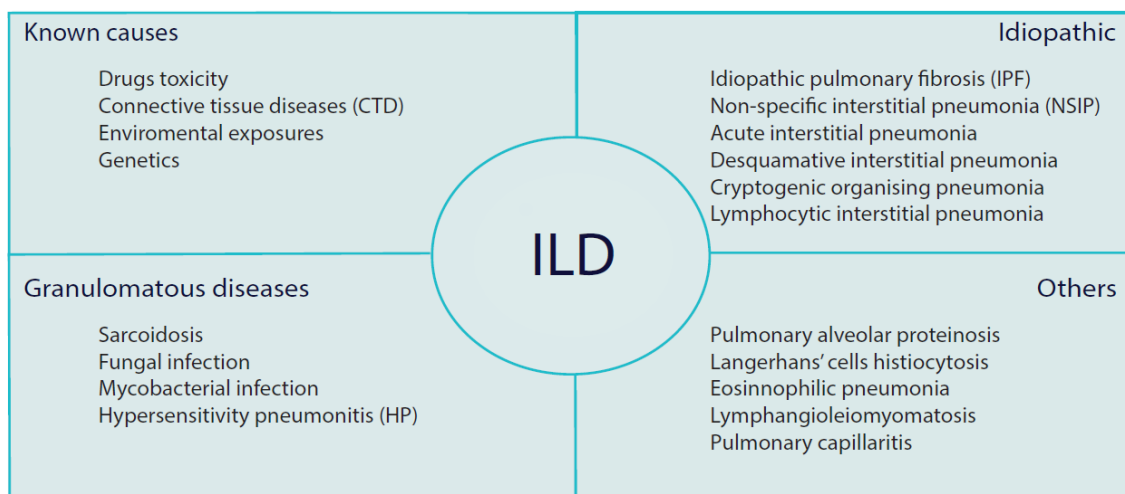 Known causes
Drugs toxicity
Connective tissue diseases (CTD)
Enviromental exposures
Genetics
Idiopathic
Idiopathic pulmonary fibrosis (IPF)
Non-specific interstitial pneumonia (NSIP)
Acute interstitial pneumonia
Desquamative interstitial pneumonia
Cryptogenic organising pneumonia
Lymphocytic interstitial pneumonia
ILD
Granulomatous diseases
Sarcoidosis
Fungal infection
Mycobacterial infection
Hypersensitivity pneumonitis (HP)
Others
Pulmonary alveolar proteinosis
Langerhans’ cells histiocytosis
Eosinnophilic pneumonia
Lymphangioleiomyomatosis
Pulmonary capillaritis